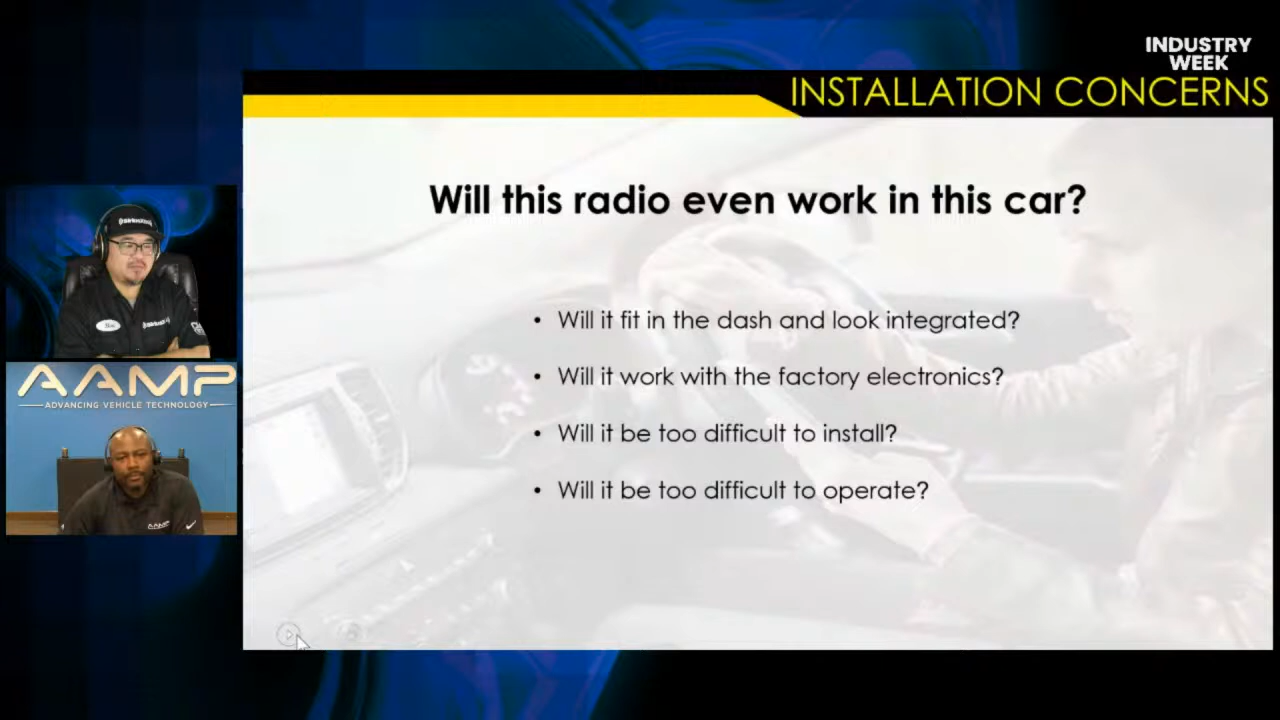 INDUSTRY
WEEK
INSTALLATION CONCERNS
Will this radio even work in this car?
• Will it fit in the dash and look integrated?
• Will it work with the factory electronics?
• Will it be too difficult to install?
• Will it be too difficult to operate?
AAMP
ADVANCING VEHICLE TECHNOLOGY
AAMP